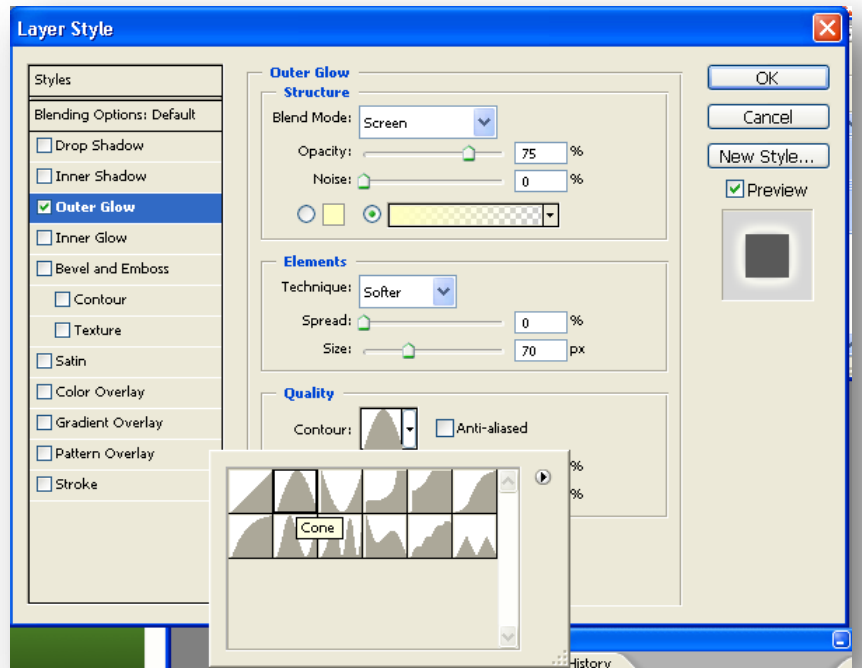 Layer Style
Styles
Blending Options: Default
Drop Shadow
Inner Shadow
Outer Glow
Inner Glow
Bevel and Emboss
Contour
Texture
Satin
Color Overlay
Gradient Overlay
Pattern Overlay
Stroke
Outer Glow
Structure
Blend Mode: Screen
Opacity: 75 %
Noise: 0 %
Elements
Technique: Softer
Spread: 0 %
Size: 70 px
Quality
Contour: Anti-aliased
%
%
Cone
OK
Cancel
New Style...
Preview
History